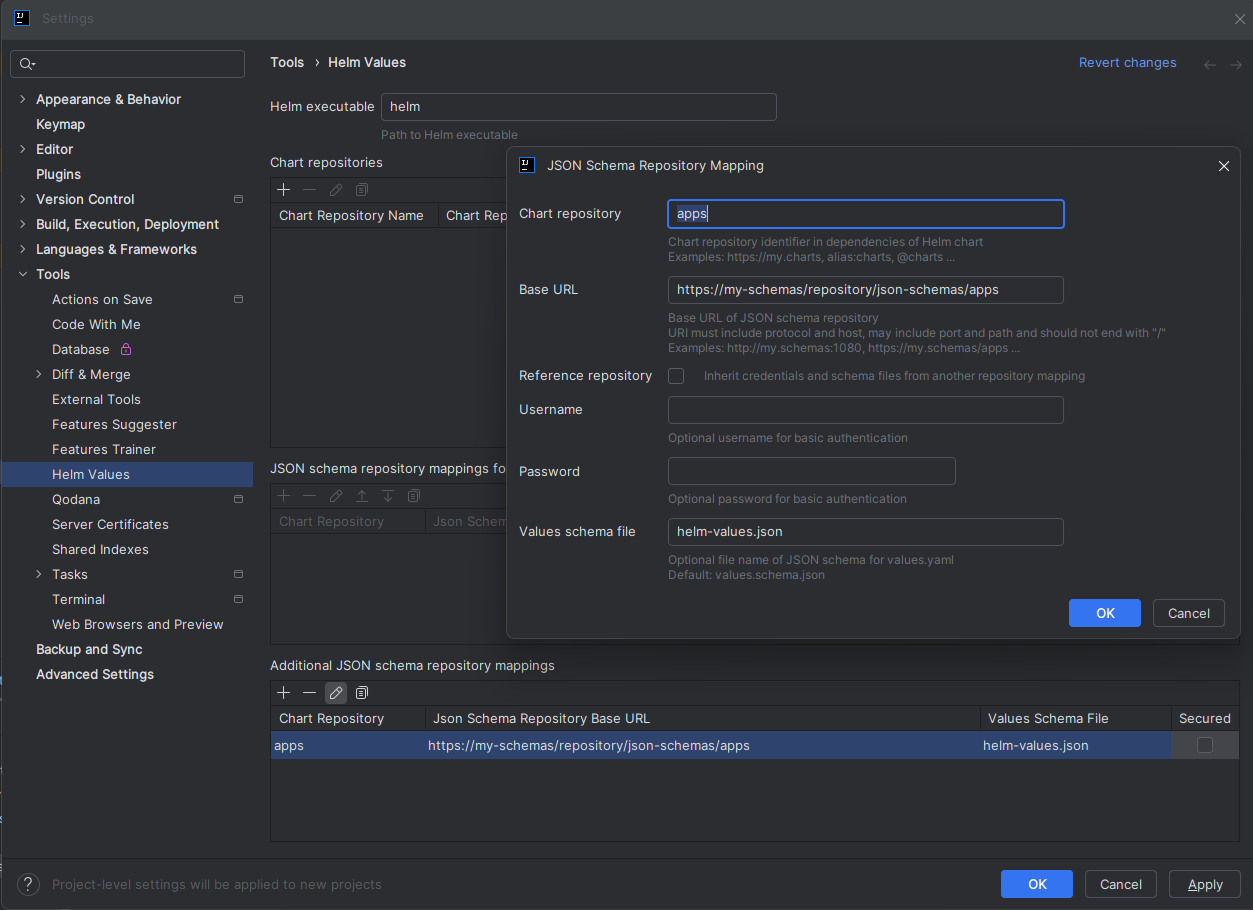 Settings
Tools › Helm Values
Revert changes
Appearance & Behavior
Keymap
Editor
Plugins
Version Control
Build, Execution, Deployment
Languages & Frameworks
Tools
Actions on Save
Code With Me
Database
Diff & Merge
External Tools
Features Suggester
Features Trainer
Helm Values
Qodana
Server Certificates
Shared Indexes
Tasks
Terminal
Web Browsers and Preview
Backup and Sync
Advanced Settings
Helm executable
helm
Path to Helm executable
Chart repositories
Chart Repository Name
Chart Rep
JSON schema repository mappings fo
Chart Repository
Json Schem
JSON Schema Repository Mapping
Chart repository
apps
Chart repository identifier in dependencies of Helm chart
Examples: https://my.charts, alias:charts, @charts ...
Base URL
https://my-schemas/repository/json-schemas/apps
Base URL of JSON schema repository
URI must include protocol and host, may include port and path and should not end with "/"
Examples: http://my.schemas:1080, https://my.schemas/apps ...
Reference repository
Inherit credentials and schema files from another repository mapping
Username
Optional username for basic authentication
Password
Optional password for basic authentication
Values schema file
helm-values.json
Optional file name of JSON schema for values.yaml
Default: values.schema.json
OK
Cancel
Additional JSON schema repository mappings
Chart Repository
Json Schema Repository Base URL
Values Schema File
Secured
apps
https://my-schemas/repository/json-schemas/apps
helm-values.json
?
Project-level settings will be applied to new projects
OK
Cancel
Apply